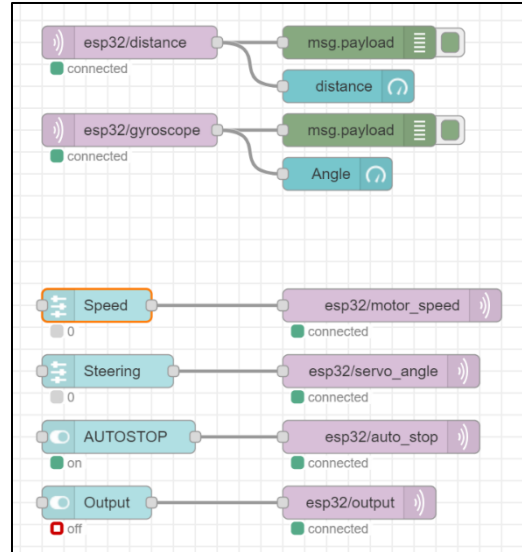 esp32/distance
msg.payload
connected
distance
esp32/gyroscope
msg.payload
connected
Angle
Speed
esp32/motor_speed
0
connected
Steering
esp32/servo_angle
0
connected
AUTOSTOP
esp32/auto_stop
on
connected
Output
esp32/output
off
connected